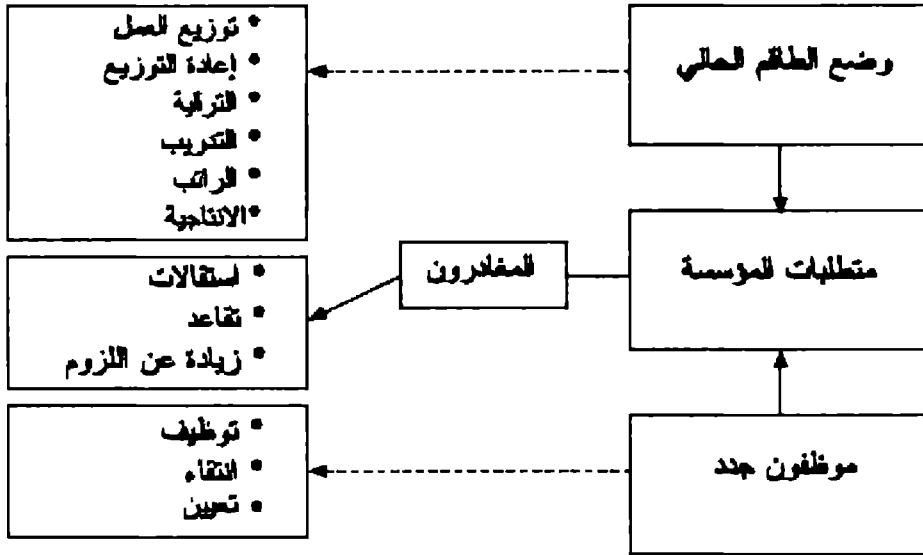 وضع الطاقم الحالي
• توزيع العمل
• إعادة التوزيع
• الترقية
• التدريب
• الراتب
• الانتاجية
متطلبات المؤسسة
المغادرون
• استقالات
• تقاعد
• زيادة عن اللزوم
موظفون جدد
• توظيف
• انتقاء
• تعيين